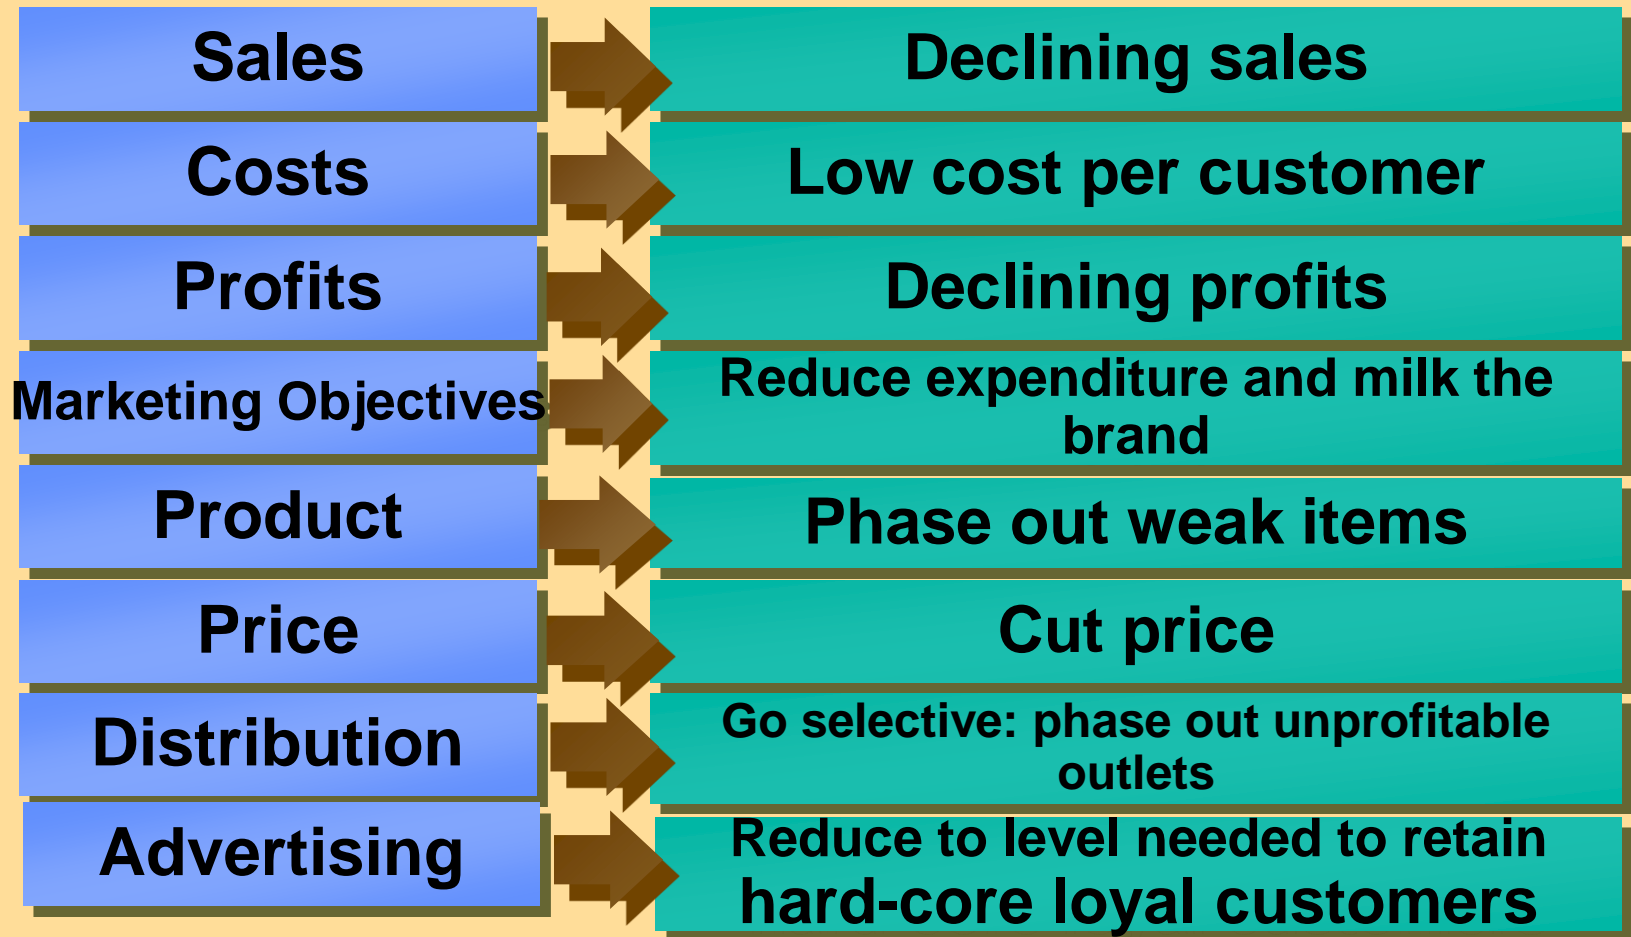 Sales
Declining sales
Costs
Low cost per customer
Profits
Declining profits
Marketing Objectives
Reduce expenditure and milk the
brand
Product
Phase out weak items
Price
Cut price
Distribution
Go selective: phase out unprofitable
outlets
Advertising
Reduce to level needed to retain
hard-core loyal customers